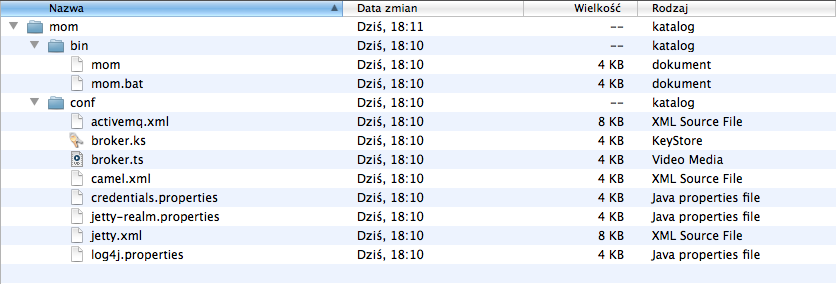 Nazwa Data zmian Wielkość Rodzaj
mom Dziś, 18:11 -- katalog
bin Dziś, 18:10 -- katalog
mom Dziś, 18:10 4 KB dokument
mom.bat Dziś, 18:10 4 KB dokument
conf Dziś, 18:10 -- katalog
activemq.xml Dziś, 18:10 8 KB XML Source File
broker.ks Dziś, 18:10 4 KB KeyStore
broker.ts Dziś, 18:10 4 KB Video Media
camel.xml Dziś, 18:10 4 KB XML Source File
credentials.properties Dziś, 18:10 4 KB Java properties file
jetty-realm.properties Dziś, 18:10 4 KB Java properties file
jetty.xml Dziś, 18:10 8 KB XML Source File
log4j.properties Dziś, 18:10 4 KB Java properties file